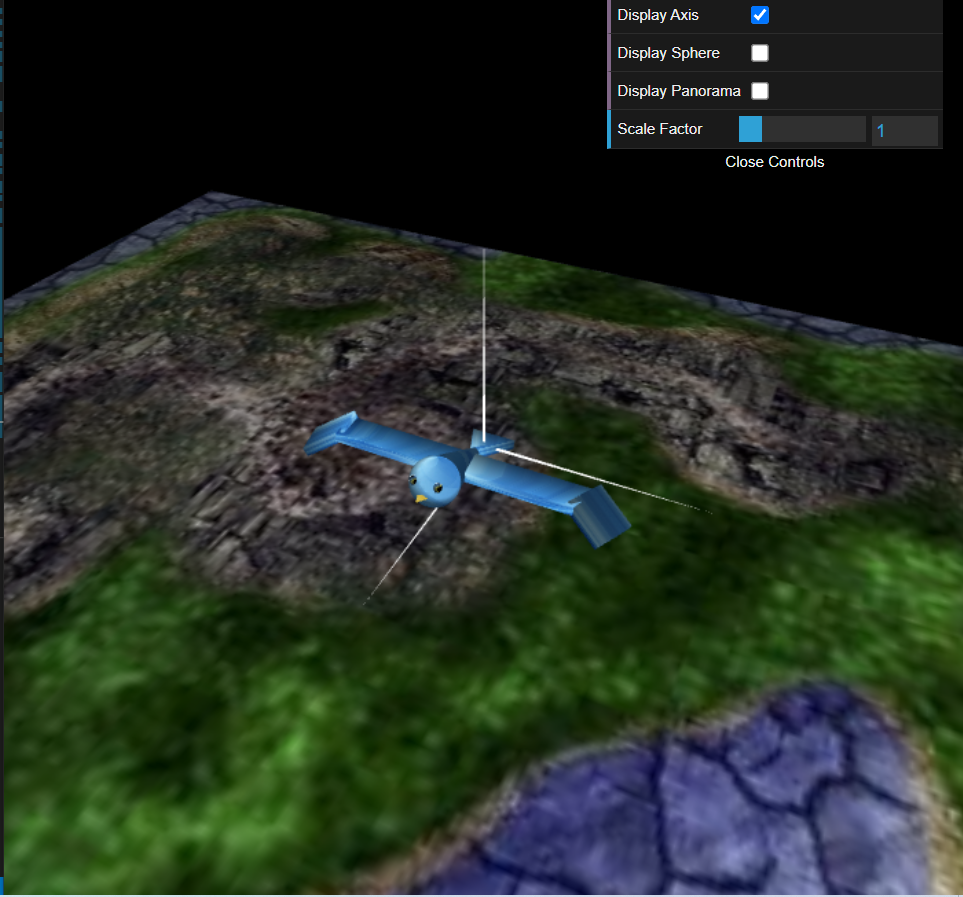 Display Axis
Display Sphere
Display Panorama
Scale Factor 1
Close Controls